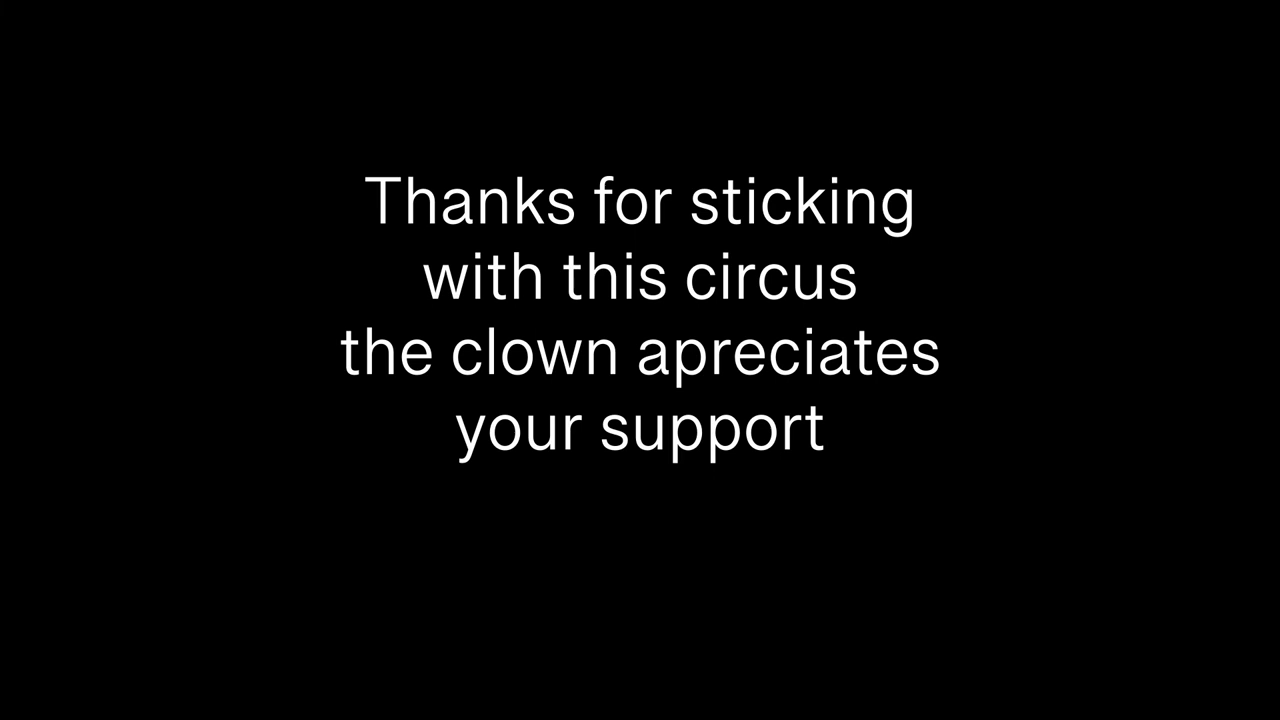 Thanks for sticking
with this circus
the clown apreciates
your support